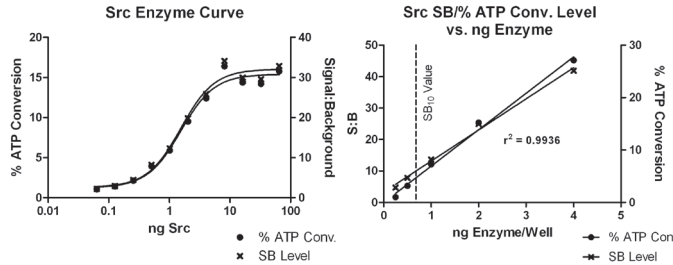 Src Enzyme Curve
20
15
10
5
0
% ATP Conversion
40
30
20
10
0
Signal:Background
0.01
0.1
1
10
100
ng Src
% ATP Conv.
SB Level
Src SB/% ATP Conv. Level
vs. ng Enzyme
50
40
30
20
10
0
S:B
SB10 Value
r² = 0.9936
30
20
10
0
% ATP Conversion
0
1
2
3
4
5
ng Enzyme/Well
% ATP Con
SB Level